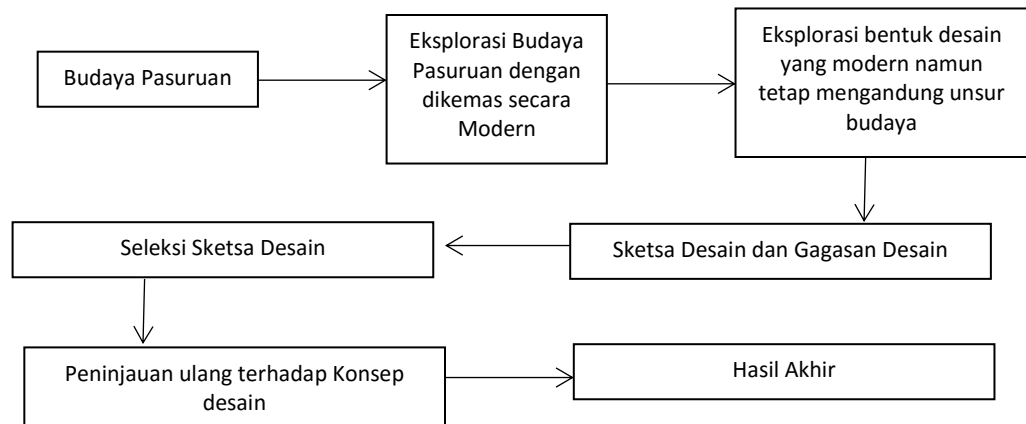 Budaya Pasuruan
Eksplorasi Budaya
Pasuruan dengan
dikemas secara
Modern
Eksplorasi bentuk desain
yang modern namun
tetap mengandung unsur
budaya
Sketsa Desain dan Gagasan Desain
Seleksi Sketsa Desain
Peninjauan ulang terhadap Konsep
desain
Hasil Akhir